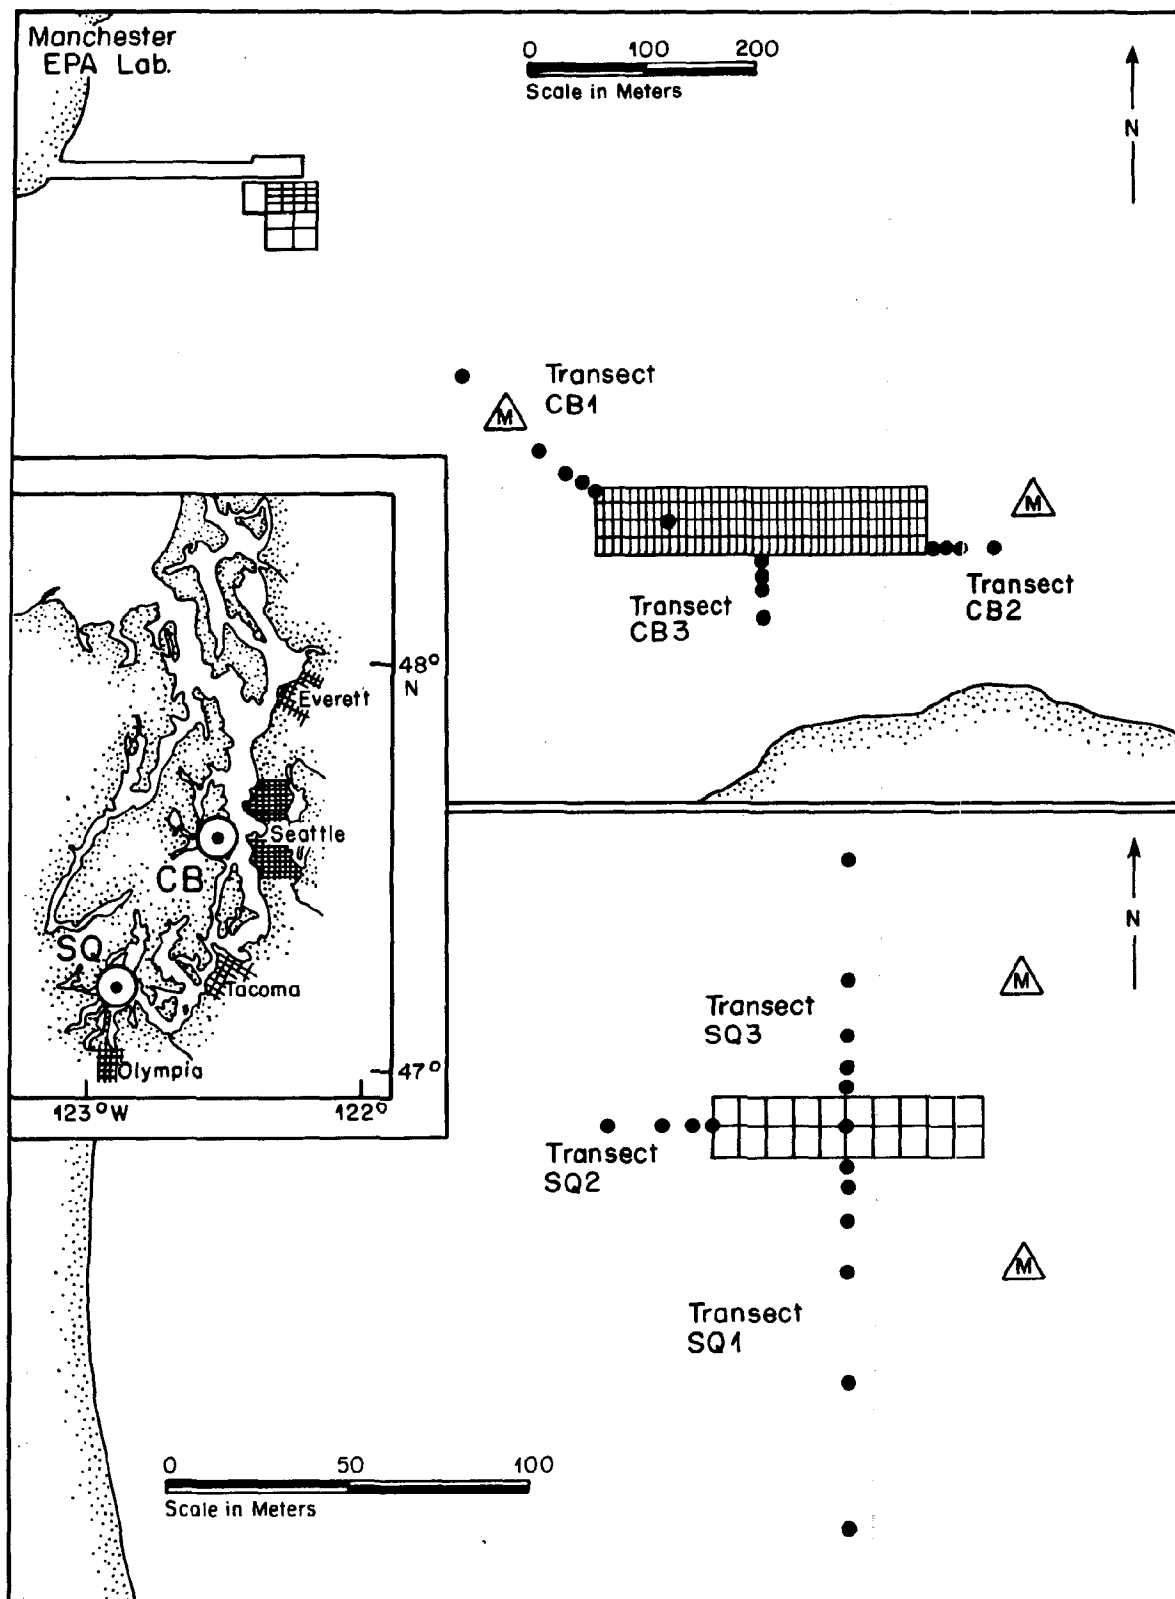 Manchester
EPA Lab.
0 100 200
Scale in Meters
N
Transect
CB1
M
M
Transect
CB2
Transect
CB3
48°
N
Everett
Seattle
CB
SQ
Tacoma
Olympia
47°
123°W
122°
N
M
Transect
SQ3
Transect
SQ2
M
Transect
SQ1
0 50 100
Scale in Meters